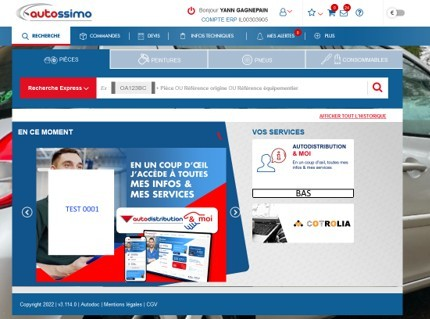 autossimo
Bonjour YANN GAGNEPAIN
COMPTE ERP
RECHERCHE
COMMANDES
DEVIS
INFOS TECHNIQUES
MES ALERTES
PLUS
PIÈCES
PEINTURES
PNEUS
CONSOMMABLES
Recherche Express
Ex
OA123BC
+ Pièce OU Référence origine OU Référence équipementier
AFFICHER TOUT L'HISTORIQUE
EN CE MOMENT
EN UN COUP D'ŒIL
J'ACCÈDE À TOUTES
MES INFOS &
MES SERVICES
TEST 0001
autodistribution & moi
VOS SERVICES
AUTODISTRIBUTION
& MOI
En un coup d'œil, toutes mes
infos & mes services.
BAS
COTROLIA
Copyright 2022 | v3.114.0 | Autodoc | Mentions légales | CGV